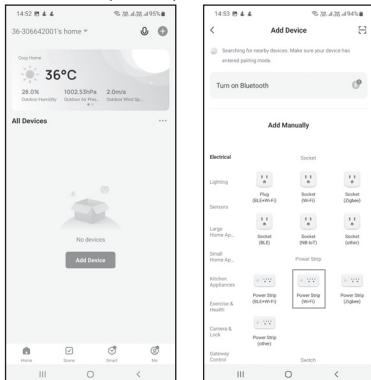 14:52
95%
36-306642001's home
Cosy Home
36°C
28.0%
1002.53hPa
2.0m/s
Outdoor Humidity
Outdoor Air Pres...
Outdoor Wind Sp...
All Devices
...
No devices
Add Device
Home
Scene
Smart
Me
14:53
94%
Add Device
Searching for nearby devices. Make sure your device has
entered pairing mode.
Turn on Bluetooth
Add Manually
Electrical
Socket
Lighting
Plug
(BLE+Wi-Fi)
Socket
(Wi-Fi)
Socket
(Zigbee)
Sensors
Large
Home Ap...
Socket
(BLE)
Socket
(NB-IoT)
Socket
(other)
Small
Home Ap...
Power Strip
Kitchen
Appliances
Power Strip
(BLE+Wi-Fi)
Power Strip
(Wi-Fi)
Power Strip
(Zigbee)
Exercise &
Health
Camera &
Lock
Power Strip
(other)
Gateway
Control
Switch